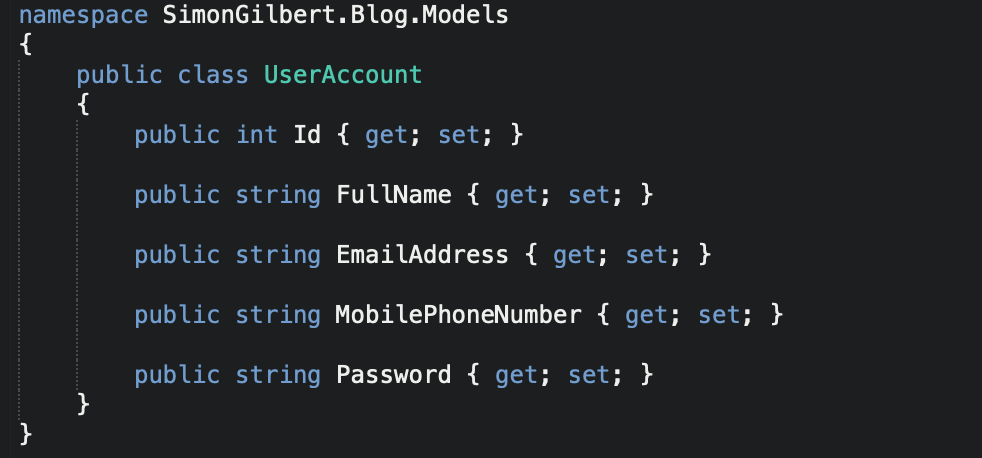 namespace SimonGilbert.Blog.Models
{
public class UserAccount
{
public int Id { get; set; }
public string FullName { get; set; }
public string EmailAddress { get; set; }
public string MobilePhoneNumber { get; set; }
public string Password { get; set; }
}
}